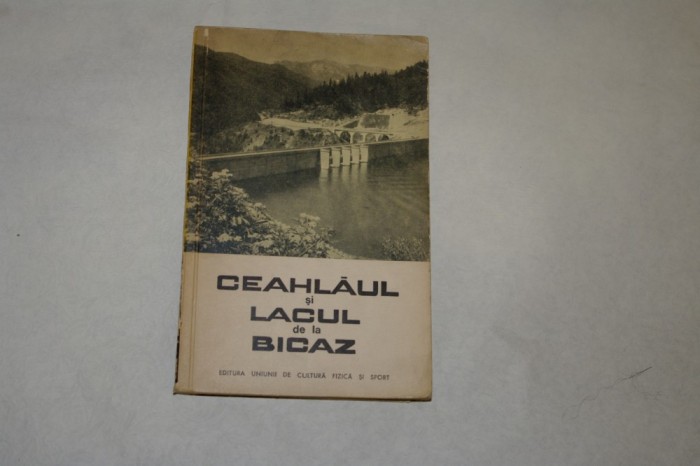 CEAHLĂUL
și
LACUL
de la
BICAZ
EDITURA UNIUNII DE CULTURĂ FIZICĂ ȘI SPORT